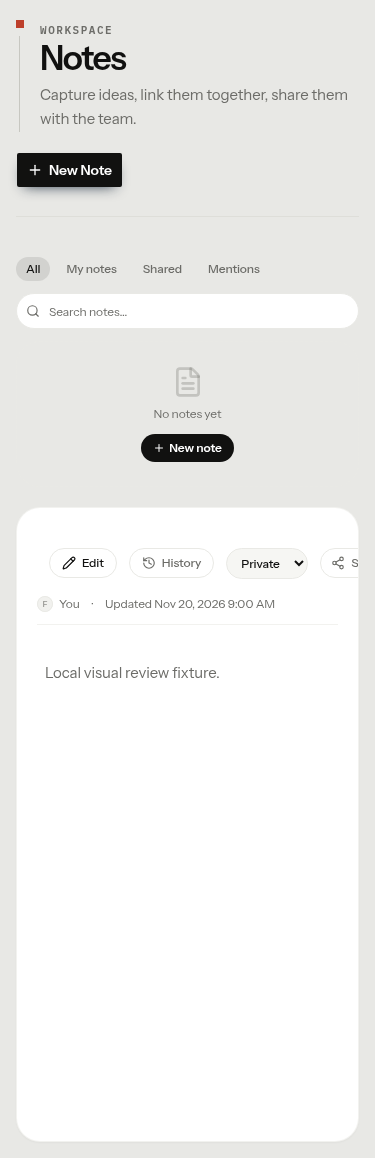 WORKSPACE
Notes
Capture ideas, link them together, share them
with the team.
+ New Note
All My notes Shared Mentions
Search notes...
No notes yet
+ New note
Edit History Private S
F You · Updated Nov 20, 2026 9:00 AM
Local visual review fixture.